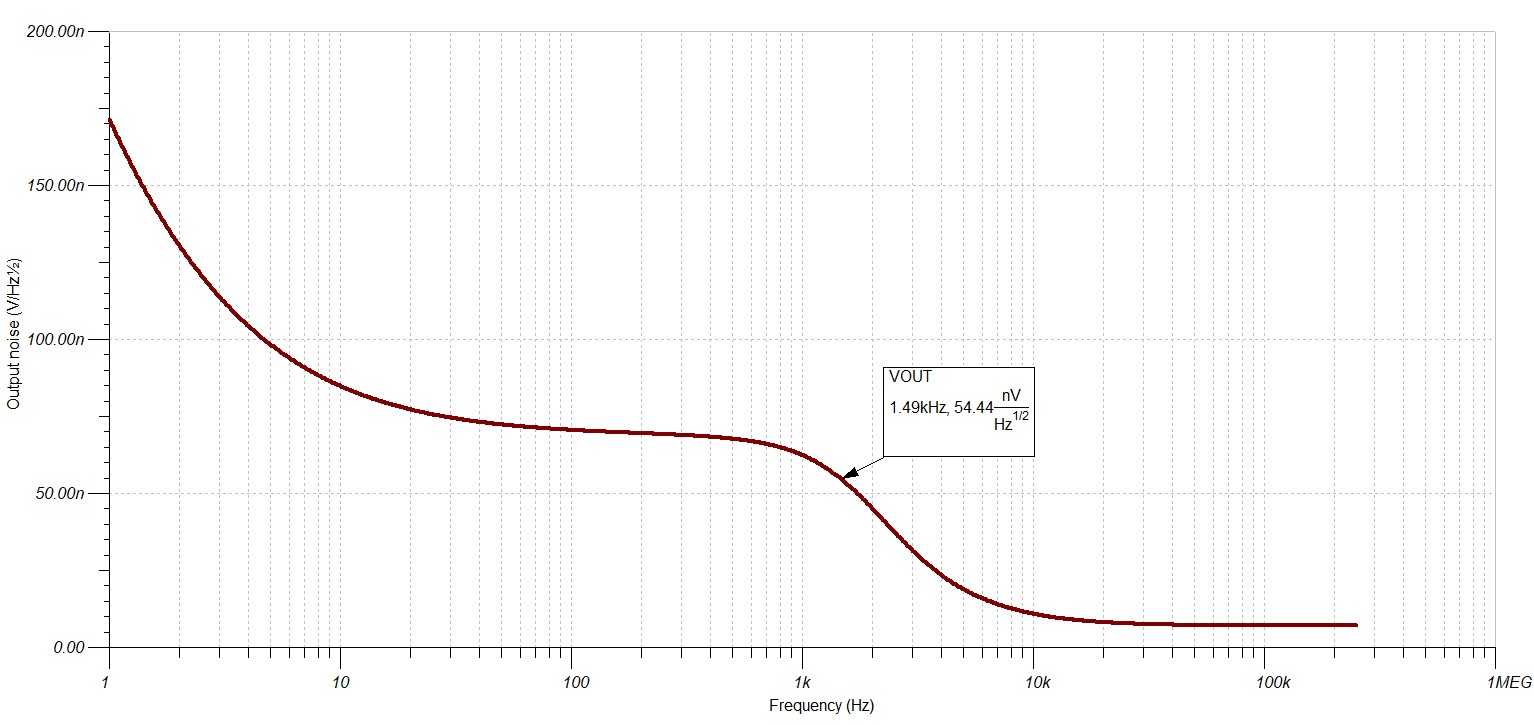 200.00n
150.00n
100.00n
50.00n
0.00
Output noise (V/Hz½)
VOUT
1.49kHz, 54.44 nV
Hz1/2
1 10 100 1k 10k 100k 1MEG
Frequency (Hz)